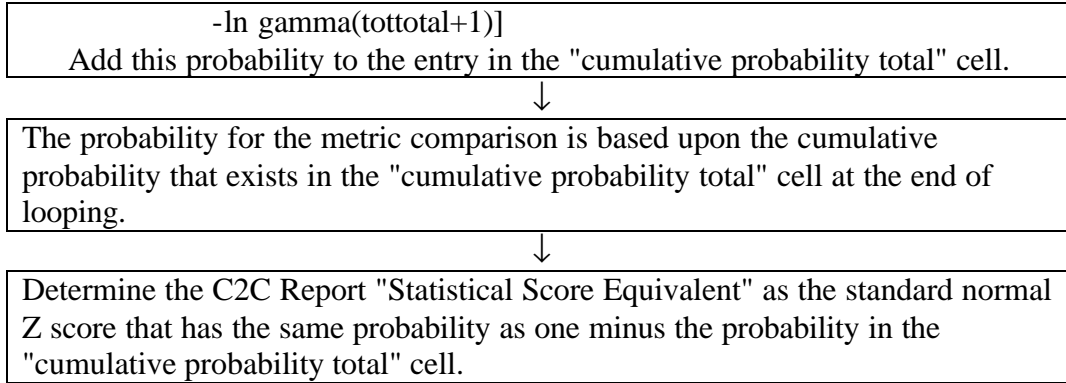 -ln gamma(tottotal+1)]
Add this probability to the entry in the "cumulative probability total" cell.
↓
The probability for the metric comparison is based upon the cumulative
probability that exists in the "cumulative probability total" cell at the end of
looping.
↓
Determine the C2C Report "Statistical Score Equivalent" as the standard normal
Z score that has the same probability as one minus the probability in the
"cumulative probability total" cell.